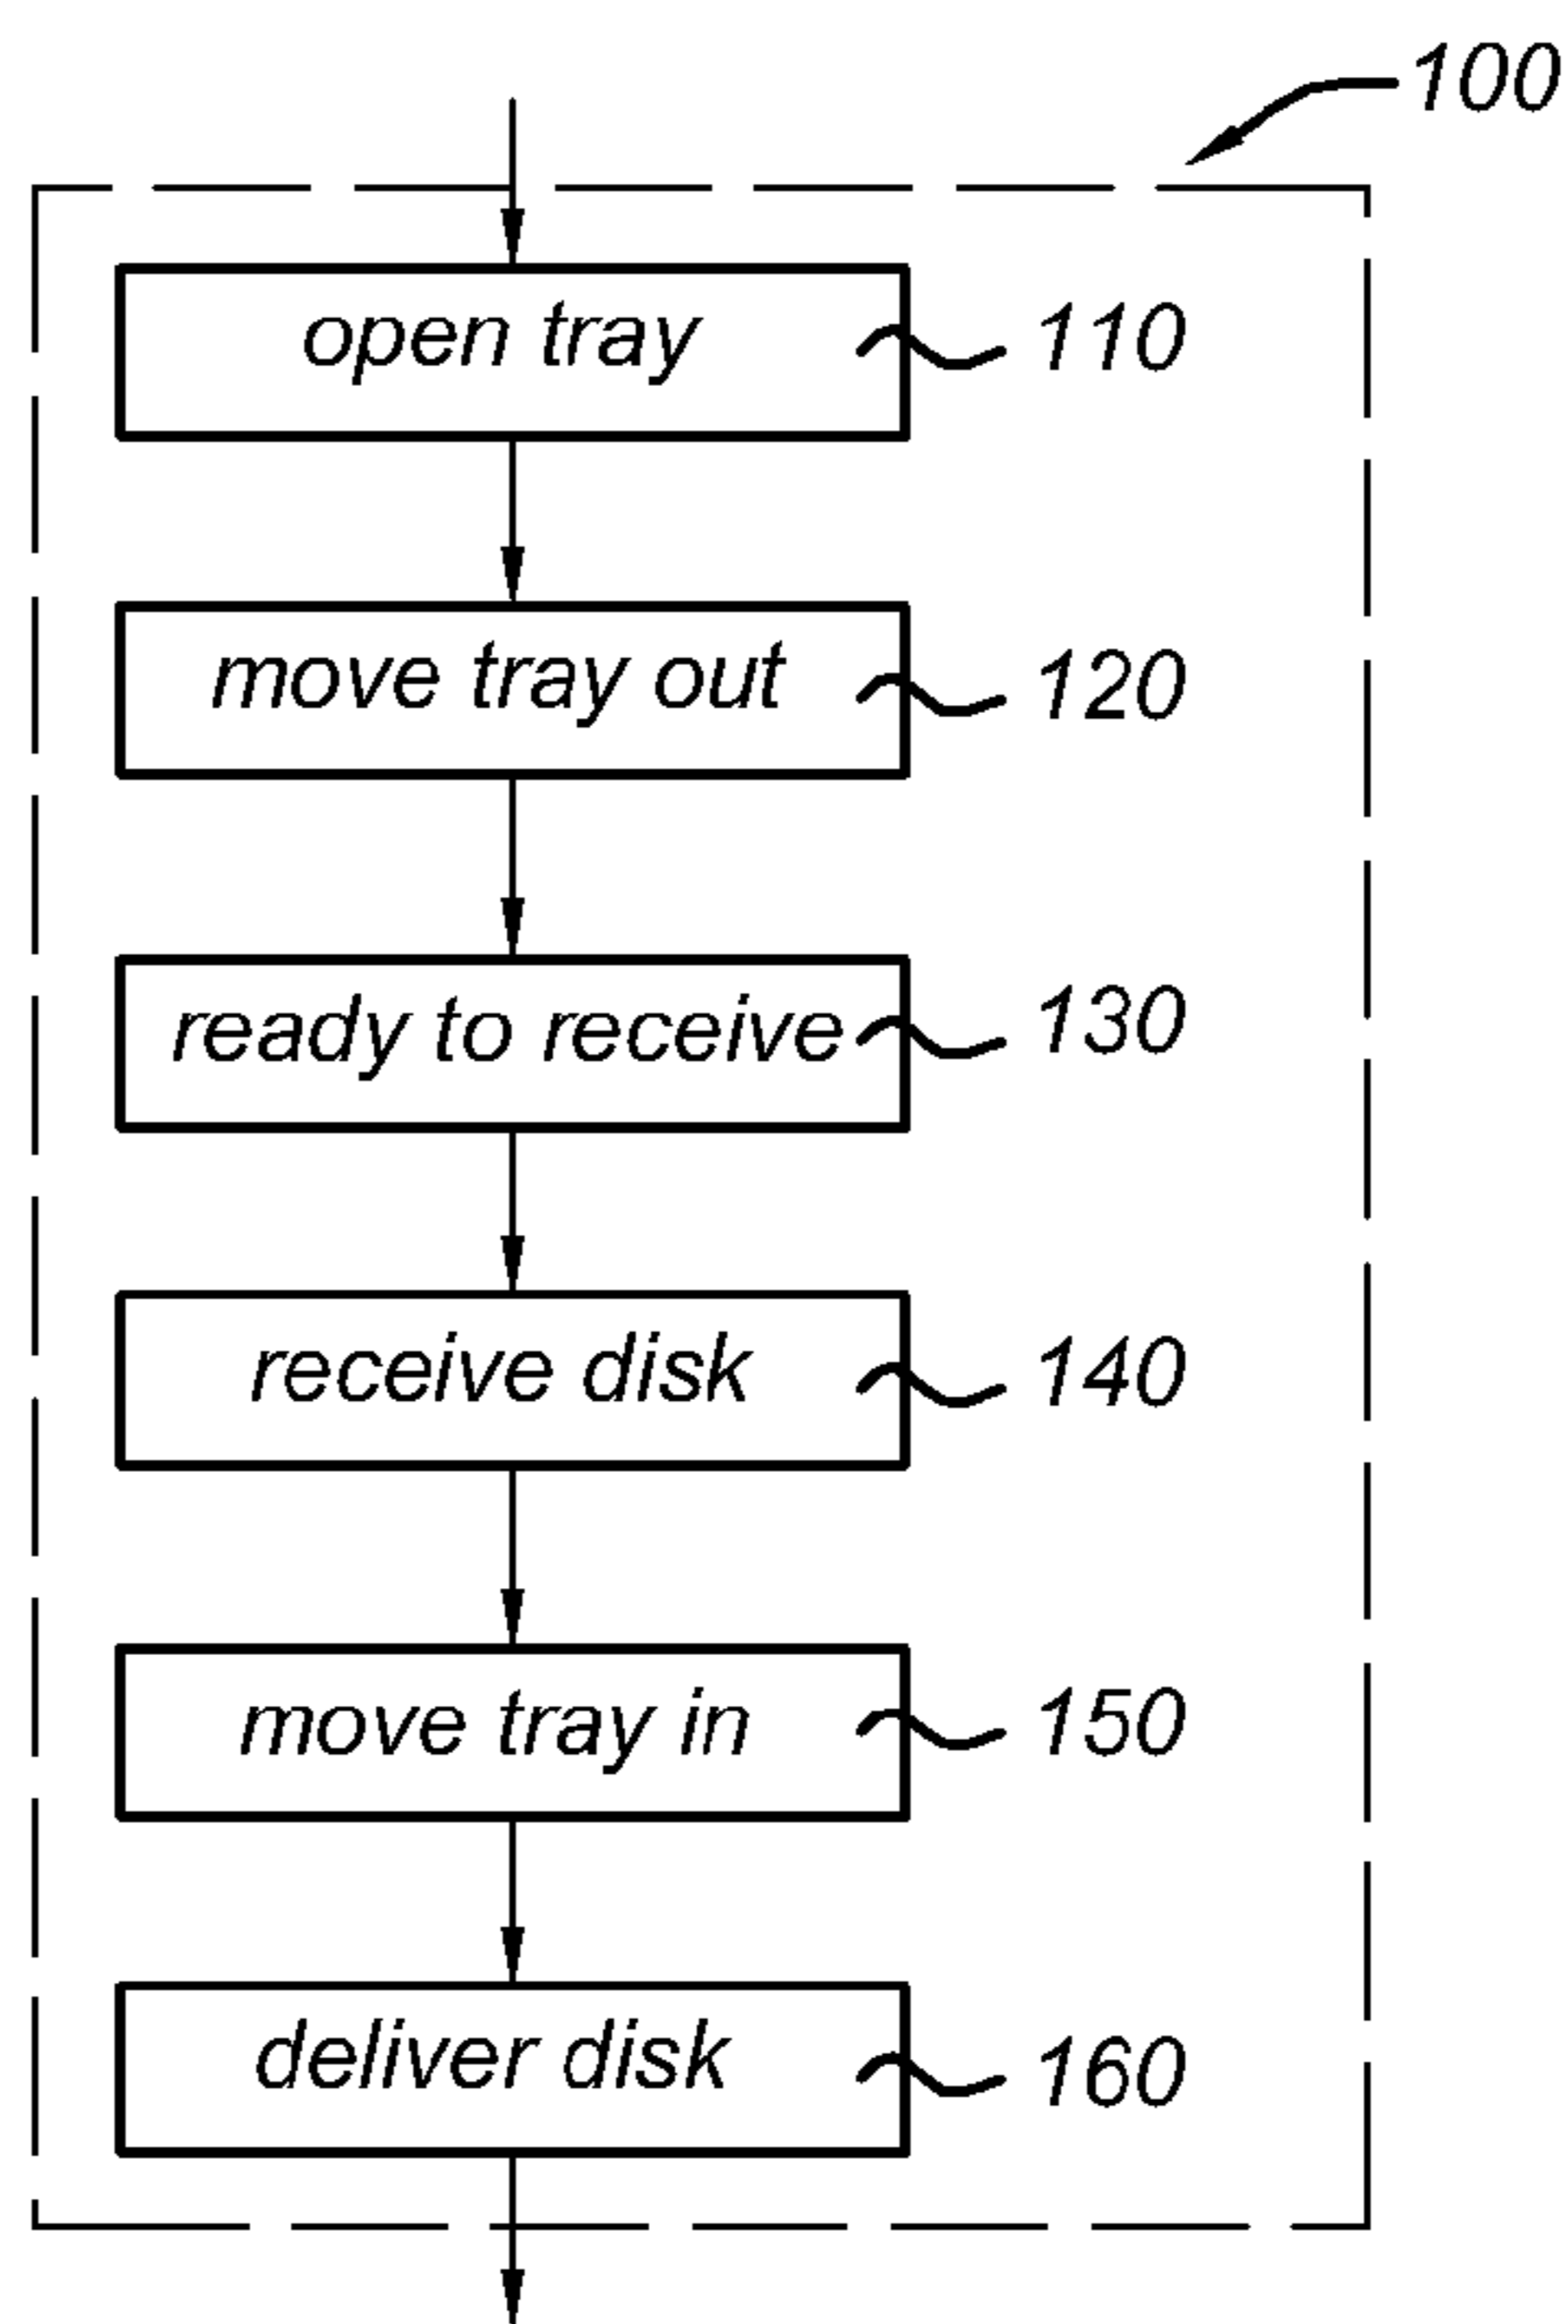 100
open tray 110
move tray out 120
ready to receive 130
receive disk 140
move tray in 150
deliver disk 160